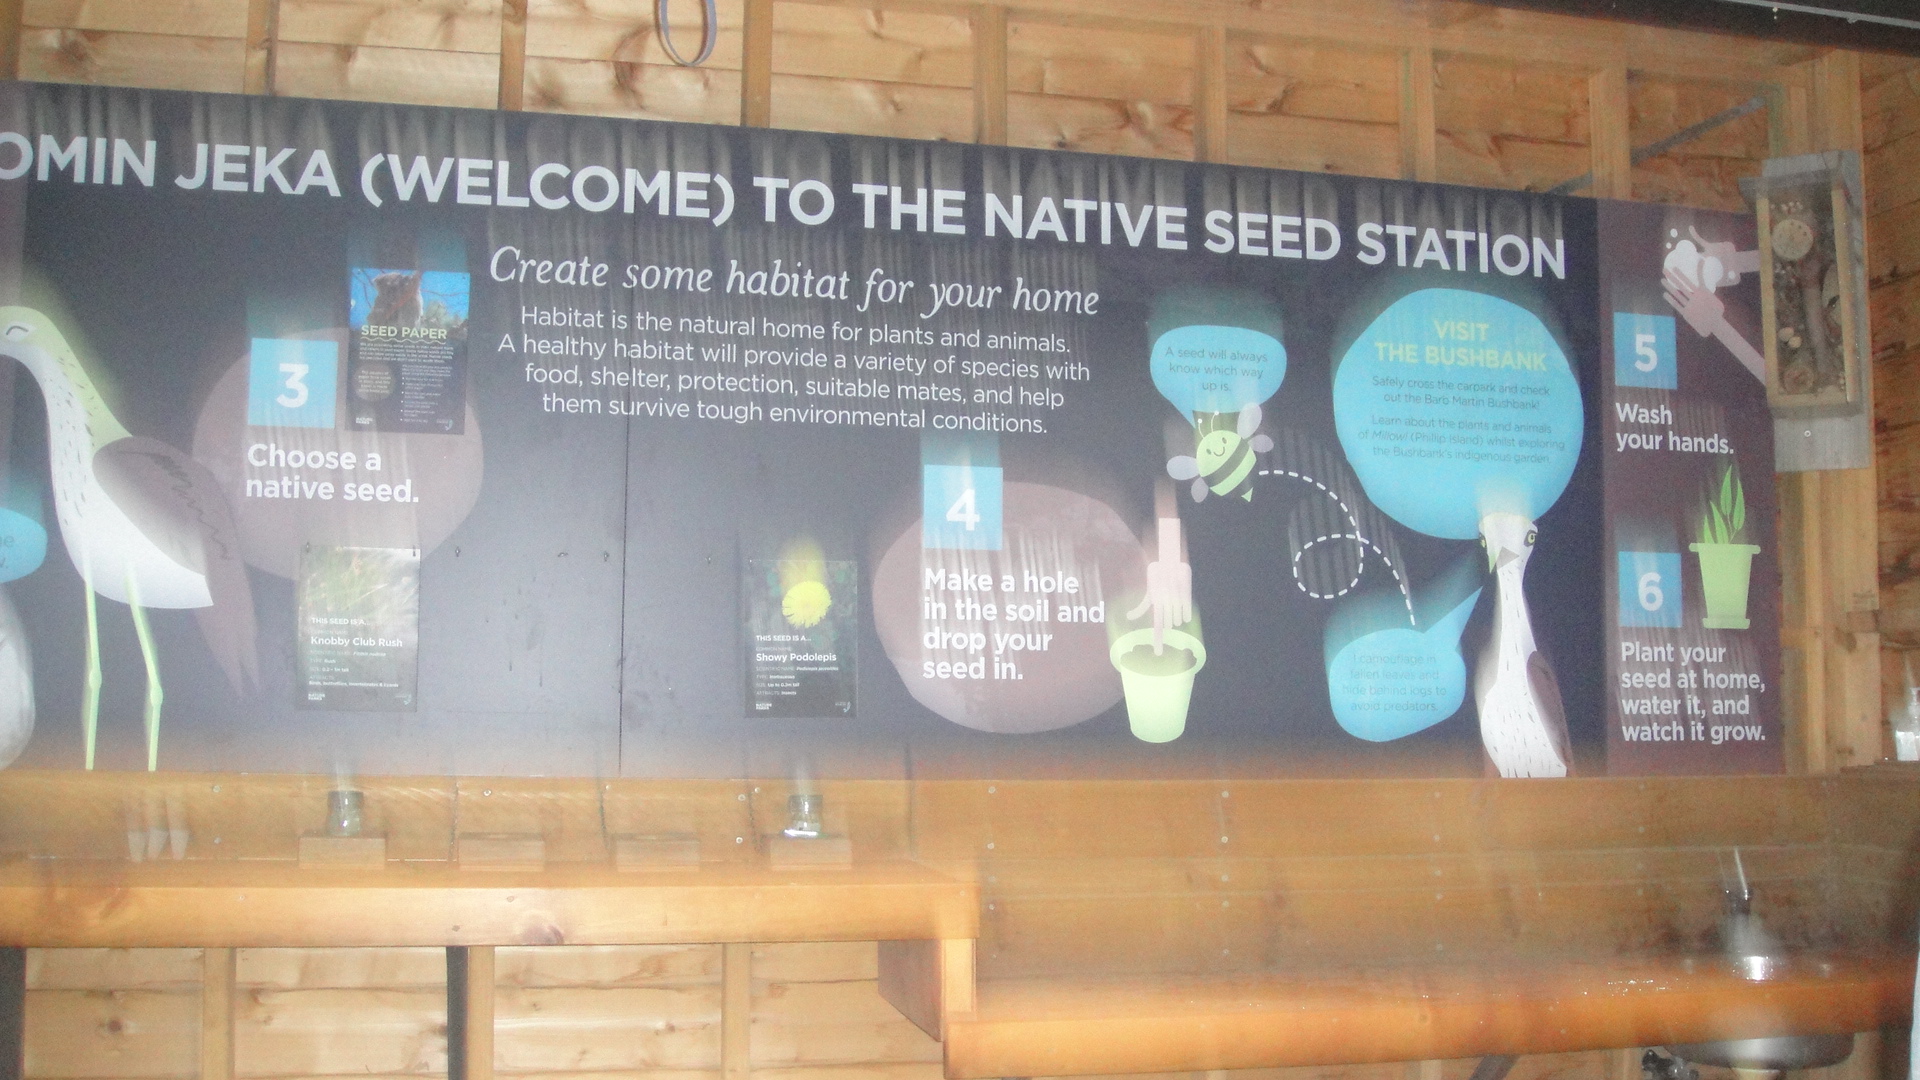 OMIN JEKA (WELCOME) TO THE NATIVE SEED STATION
Create some habitat for your home
Habitat is the natural home for plants and animals.
A healthy habitat will provide a variety of species with
food, shelter, protection, suitable mates, and help
them survive tough environmental conditions.
3
Choose a
native seed.
SEED PAPER
THIS SEED IS A...
Knobby Club Rush
THIS SEED IS A...
Showy Podolepis
4
Make a hole
in the soil and
drop your
seed in.
A seed will always
know which way
up is.
VISIT
THE BUSHBANK
Safely cross the carpark and check
out the Barb Martin Bushbank!
Learn about the plants and animals
of Millowl (Phillip Island) whilst exploring
the Bushbank's indigenous garden.
I camouflage in
fallen leaves and
hide behind logs to
avoid predators.
5
Wash
your hands.
6
Plant your
seed at home,
water it, and
watch it grow.